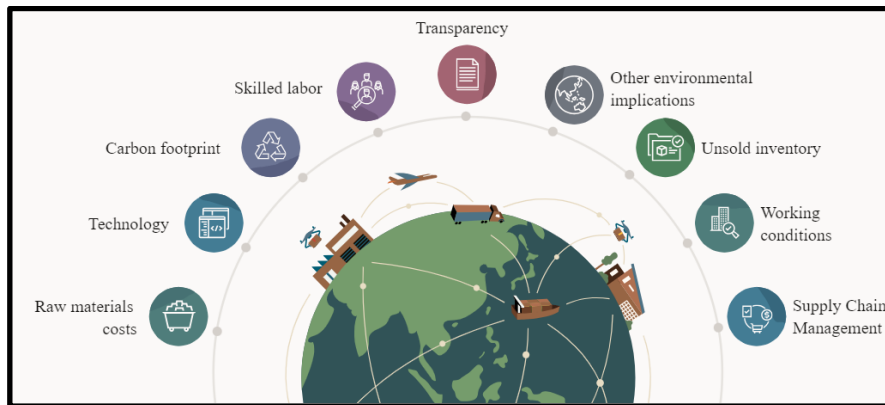 Transparency
Skilled labor
Other environmental
implications
Carbon footprint
Unsold inventory
Technology
Working
conditions
Raw materials
costs
Supply Chain
Management